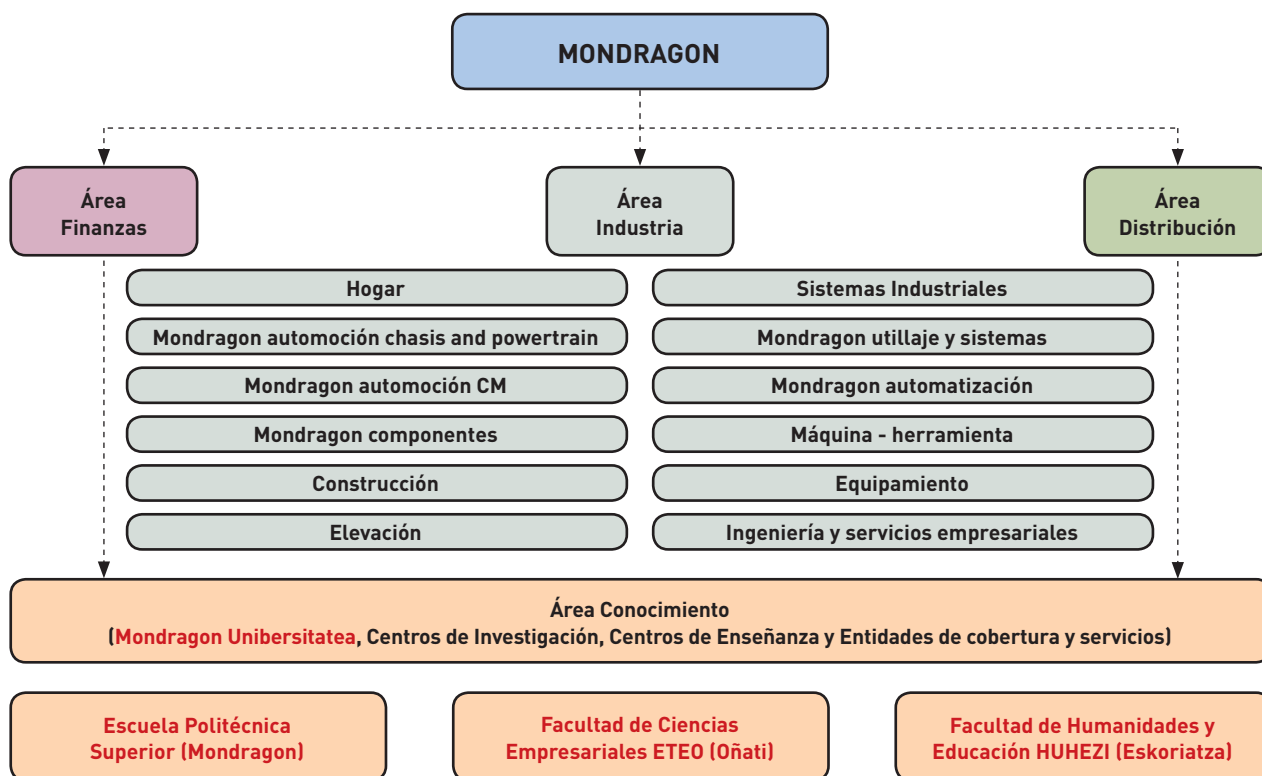 MONDRAGON
Área
Finanzas
Área
Industria
Área
Distribución
Hogar
Sistemas Industriales
Mondragon automoción chasis and powertrain
Mondragon utillaje y sistemas
Mondragon automoción CM
Mondragon automatización
Mondragon componentes
Máquina - herramienta
Construcción
Equipamiento
Elevación
Ingeniería y servicios empresariales
Área Conocimiento
(Mondragon Unibersitatea, Centros de Investigación, Centros de Enseñanza y Entidades de cobertura y servicios)
Escuela Politécnica
Superior (Mondragon)
Facultad de Ciencias
Empresariales ETEO (Oñati)
Facultad de Humanidades y
Educación HUHEZI (Eskoriatza)